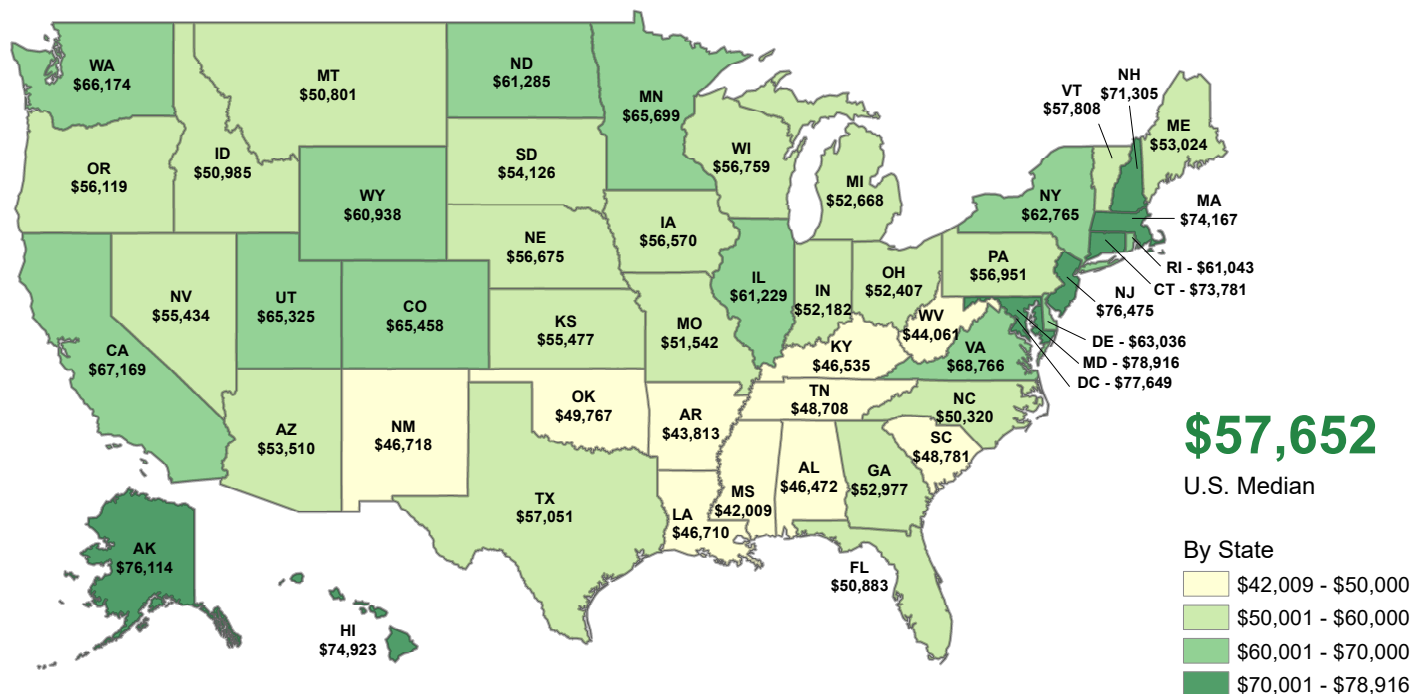 WA
$66,174
MT
$50,801
ND
$61,285
MN
$65,699
NH
$71,305
VT
$57,808
ME
$53,024
OR
$56,119
ID
$50,985
SD
$54,126
WI
$56,759
MI
$52,668
NY
$62,765
MA
$74,167
WY
$60,938
IA
$56,570
NE
$56,675
PA
$56,951
RI - $61,043
CT - $73,781
NJ
$76,475
NV
$55,434
UT
$65,325
CO
$65,458
IL
$61,229
IN
$52,182
OH
$52,407
KS
$55,477
MO
$51,542
WV
$44,061
DE - $63,036
MD - $78,916
DC - $77,649
CA
$67,169
KY
$46,535
VA
$68,766
AZ
$53,510
NM
$46,718
OK
$49,767
AR
$43,813
TN
$48,708
NC
$50,320
SC
$48,781
TX
$57,051
LA
$46,710
MS
$42,009
AL
$46,472
GA
$52,977
FL
$50,883
AK
$76,114
HI
$74,923
$57,652
U.S. Median
By State
$42,009 - $50,000
$50,001 - $60,000
$60,001 - $70,000
$70,001 - $78,916